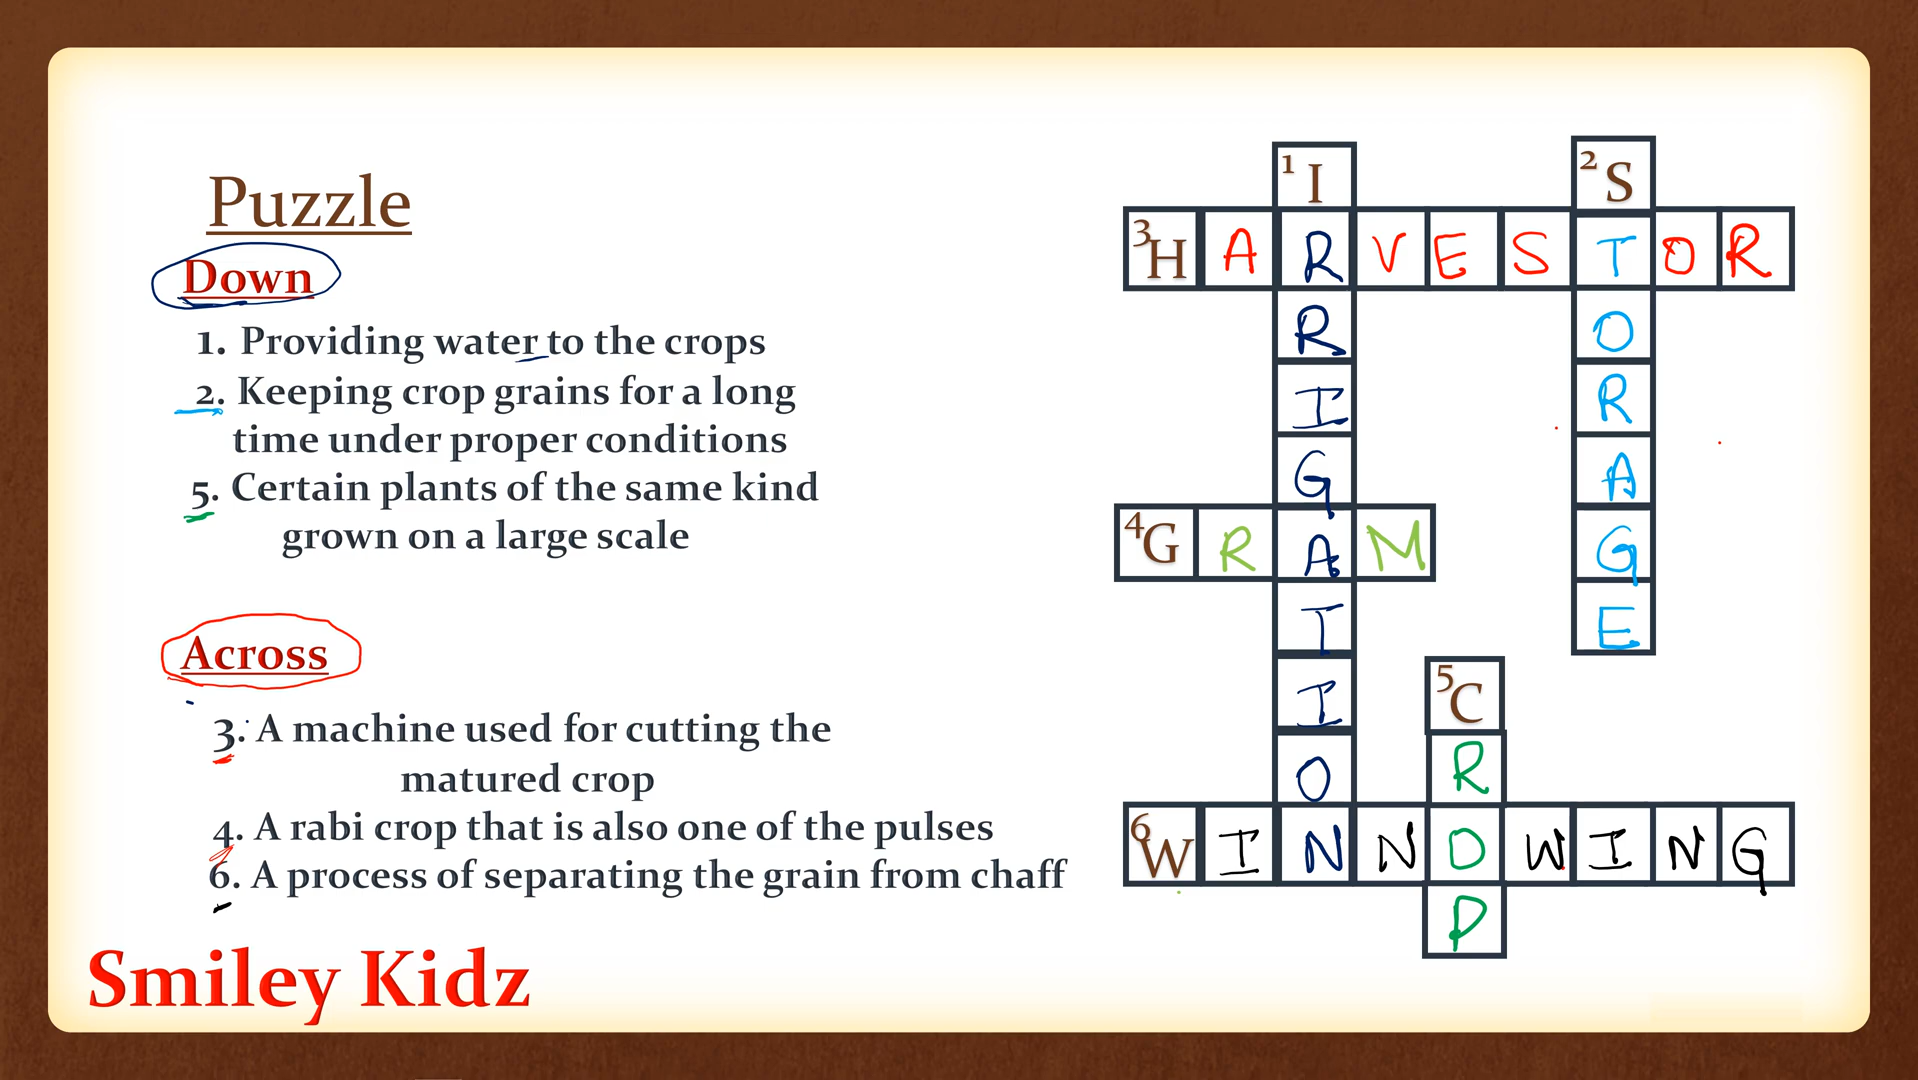 Puzzle
Down
1. Providing water to the crops
2. Keeping crop grains for a long
time under proper conditions
5. Certain plants of the same kind
grown on a large scale
Across
3. A machine used for cutting the
matured crop
4. A rabi crop that is also one of the pulses
6. A process of separating the grain from chaff
Smiley Kidz
1 I 2 S
3 H A R V E S T O R
R O
I R
G A
4 G R A M G
T E
I 5 C
O R
6 W I N N O W I N G
P